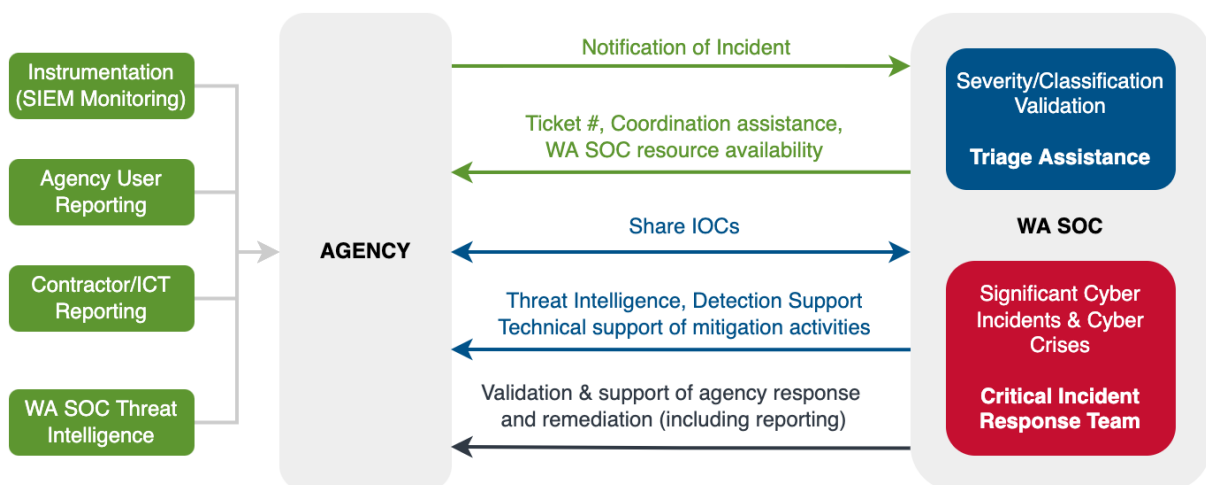 Instrumentation
(SIEM Monitoring)
Agency User
Reporting
Contractor/ICT
Reporting
WA SOC Threat
Intelligence
AGENCY
Notification of Incident
Ticket #, Coordination assistance,
WA SOC resource availability
Share IOCs
Threat Intelligence, Detection Support
Technical support of mitigation activities
Validation & support of agency response
and remediation (including reporting)
Severity/Classification
Validation
Triage Assistance
WA SOC
Significant Cyber
Incidents & Cyber
Crises
Critical Incident
Response Team